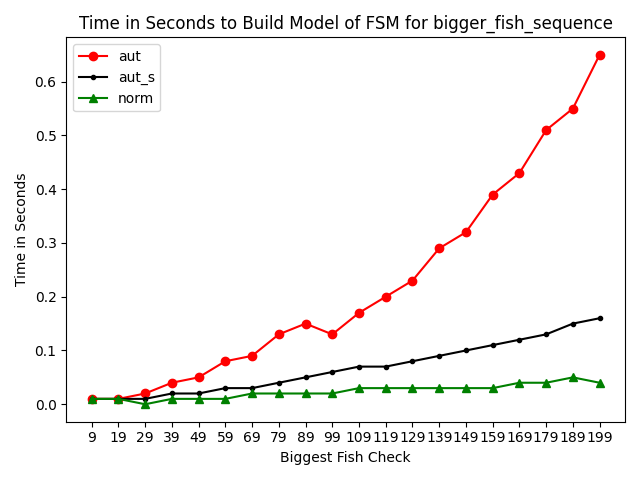 Time in Seconds to Build Model of FSM for bigger_fish_sequence
aut
aut_s
norm
0.6
0.5
0.4
0.3
0.2
0.1
0.0
Time in Seconds
9 19 29 39 49 59 69 79 89 99 109 119 129 139 149 159 169 179 189 199
Biggest Fish Check